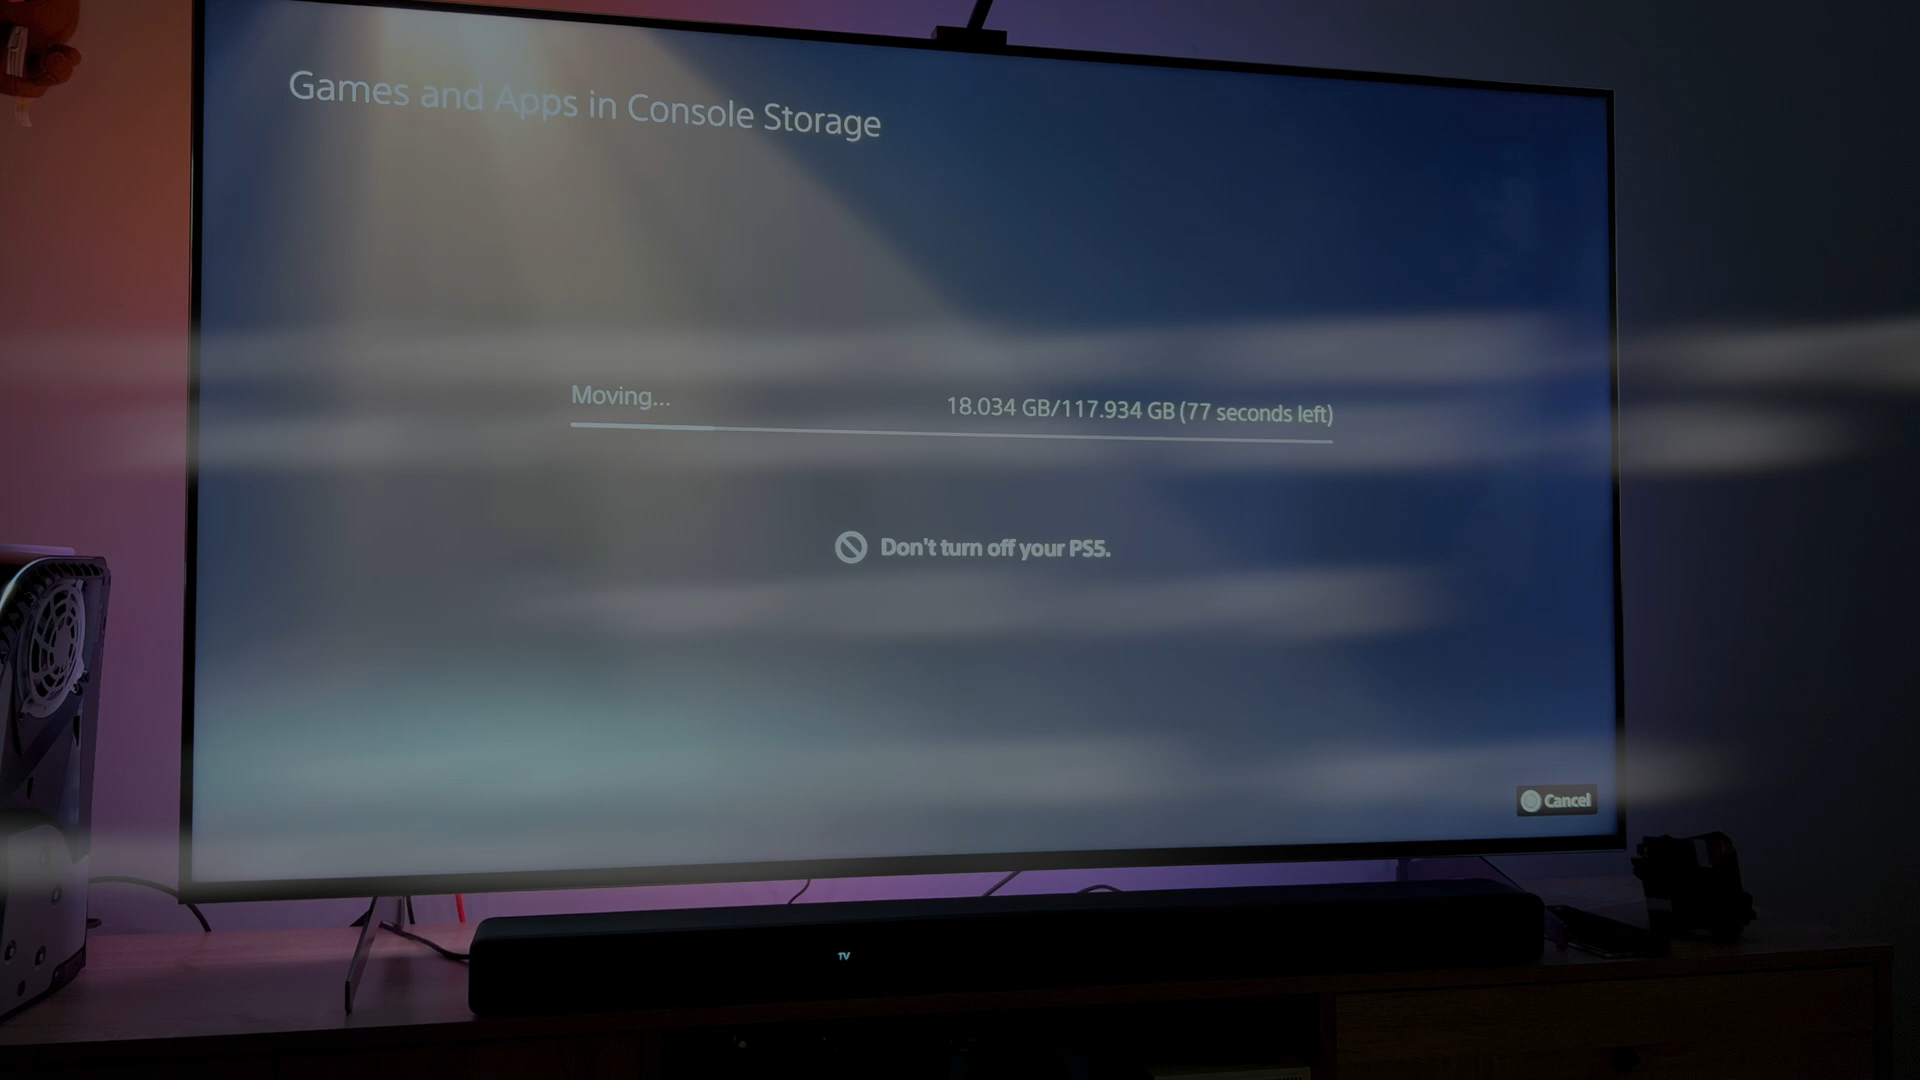 Games and Apps in Console Storage
Moving...
18.034 GB/117.934 GB (77 seconds left)
Don't turn off your PS5.
Cancel
TV